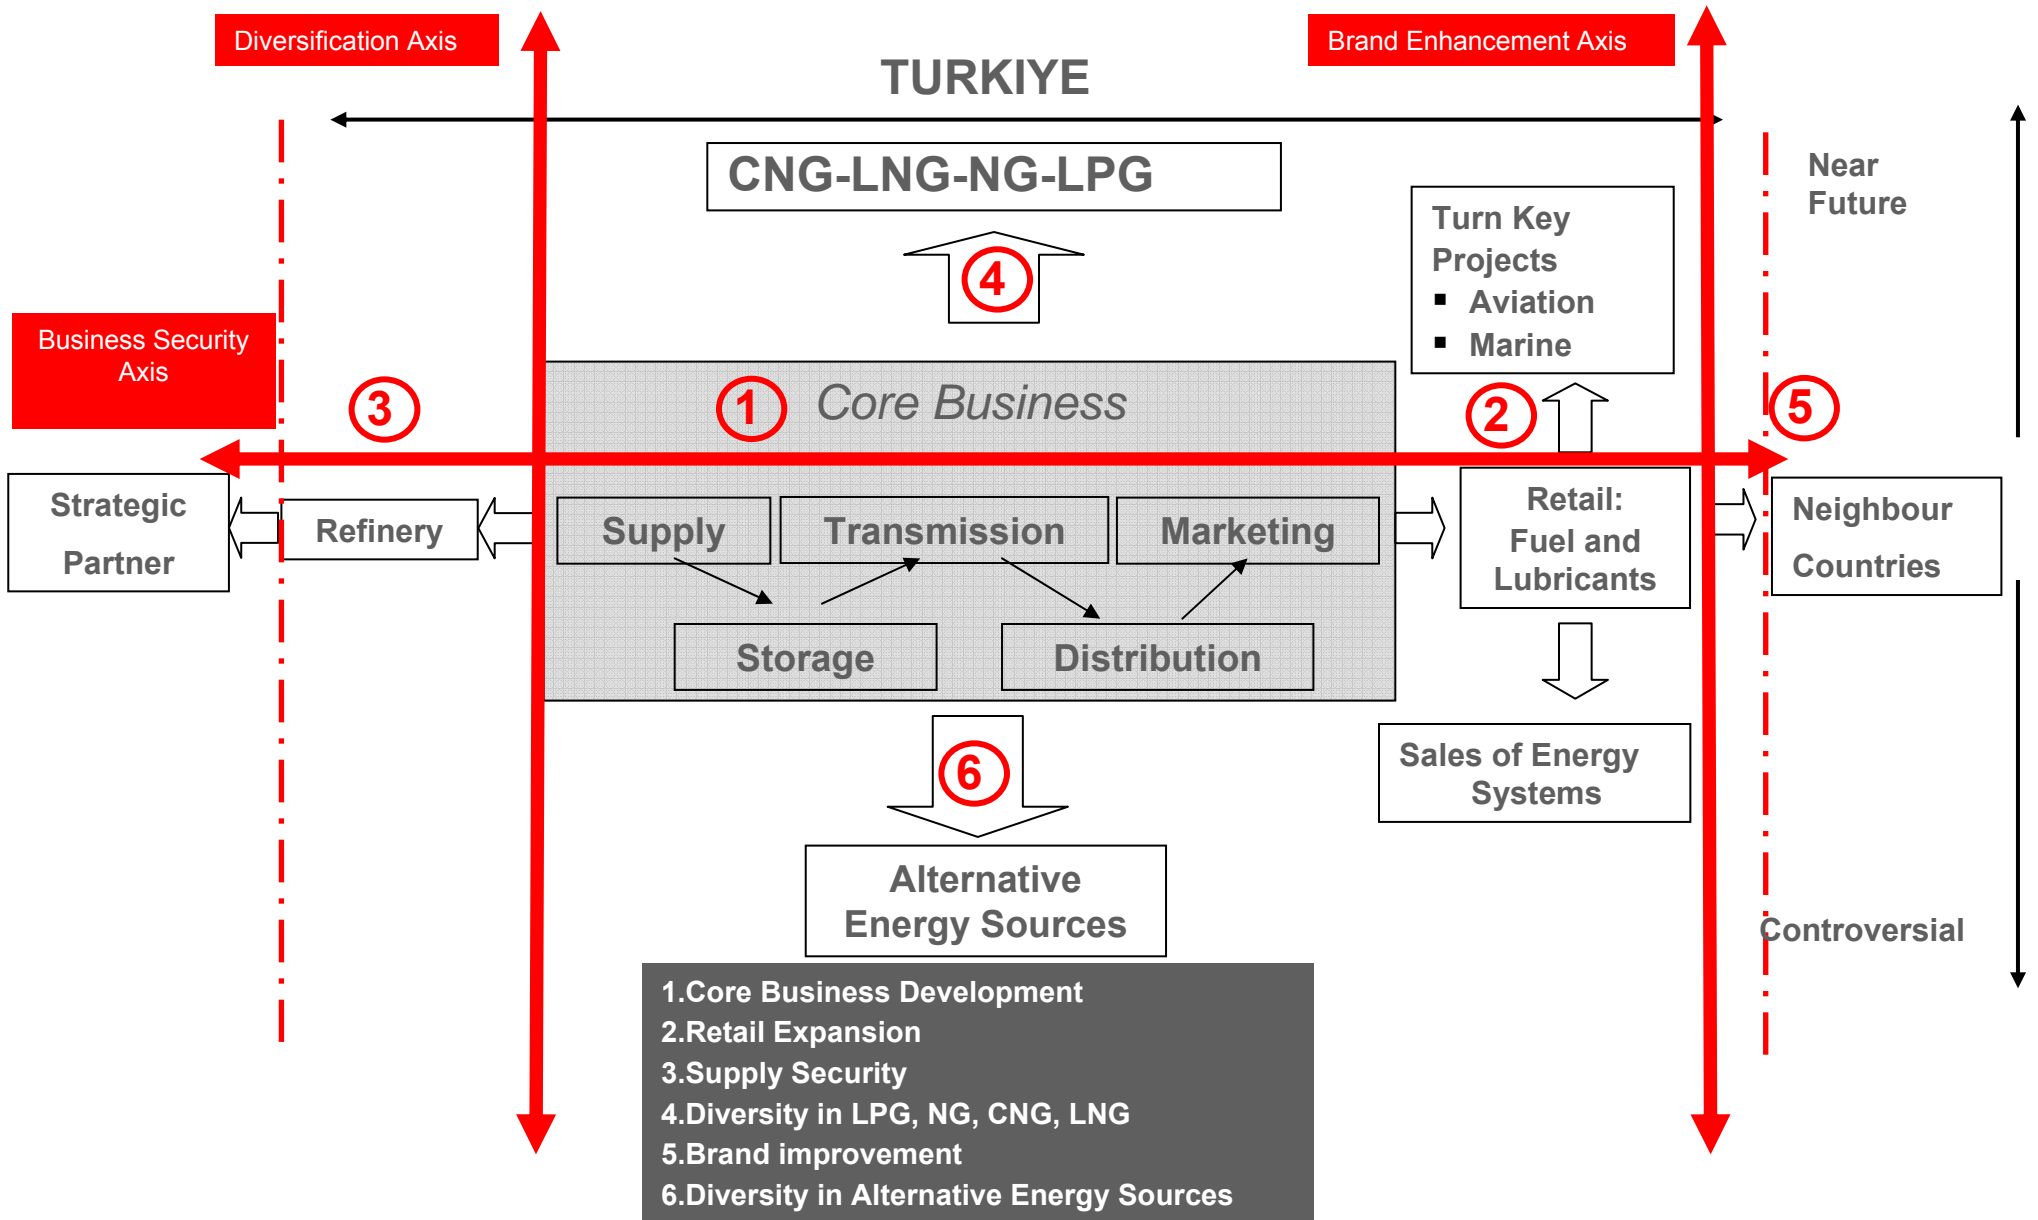 Diversification Axis
Brand Enhancement Axis
TURKIYE
CNG-LNG-NG-LPG
Near
Future
Turn Key
Projects
▪ Aviation
▪ Marine
4
Business Security
Axis
3
1
Core Business
2
5
Strategic
Partner
Refinery
Supply
Transmission
Marketing
Retail:
Fuel and
Lubricants
Neighbour
Countries
Storage
Distribution
6
Sales of Energy
Systems
Alternative
Energy Sources
Controversial
1.Core Business Development
2.Retail Expansion
3.Supply Security
4.Diversity in LPG, NG, CNG, LNG
5.Brand improvement
6.Diversity in Alternative Energy Sources